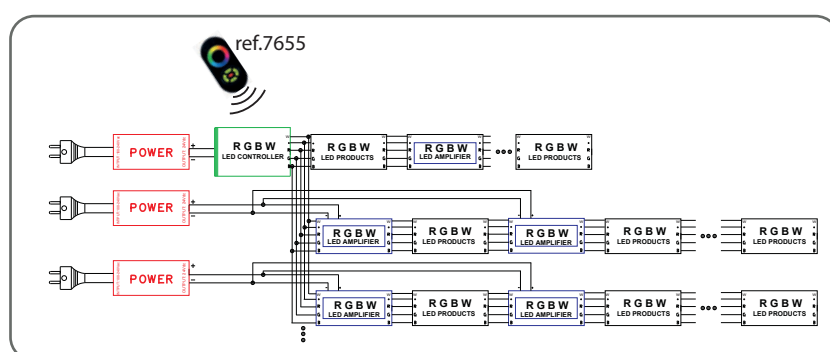 ref.7655
POWER
+
−
RGBW
LED CONTROLLER
RGBW
LED PRODUCTS
RGBW
LED AMPLIFIER
RGBW
LED PRODUCTS
POWER
+
−
RGBW
LED AMPLIFIER
RGBW
LED PRODUCTS
RGBW
LED AMPLIFIER
RGBW
LED PRODUCTS
RGBW
LED PRODUCTS
POWER
+
−
RGBW
LED AMPLIFIER
RGBW
LED PRODUCTS
RGBW
LED AMPLIFIER
RGBW
LED PRODUCTS
RGBW
LED PRODUCTS